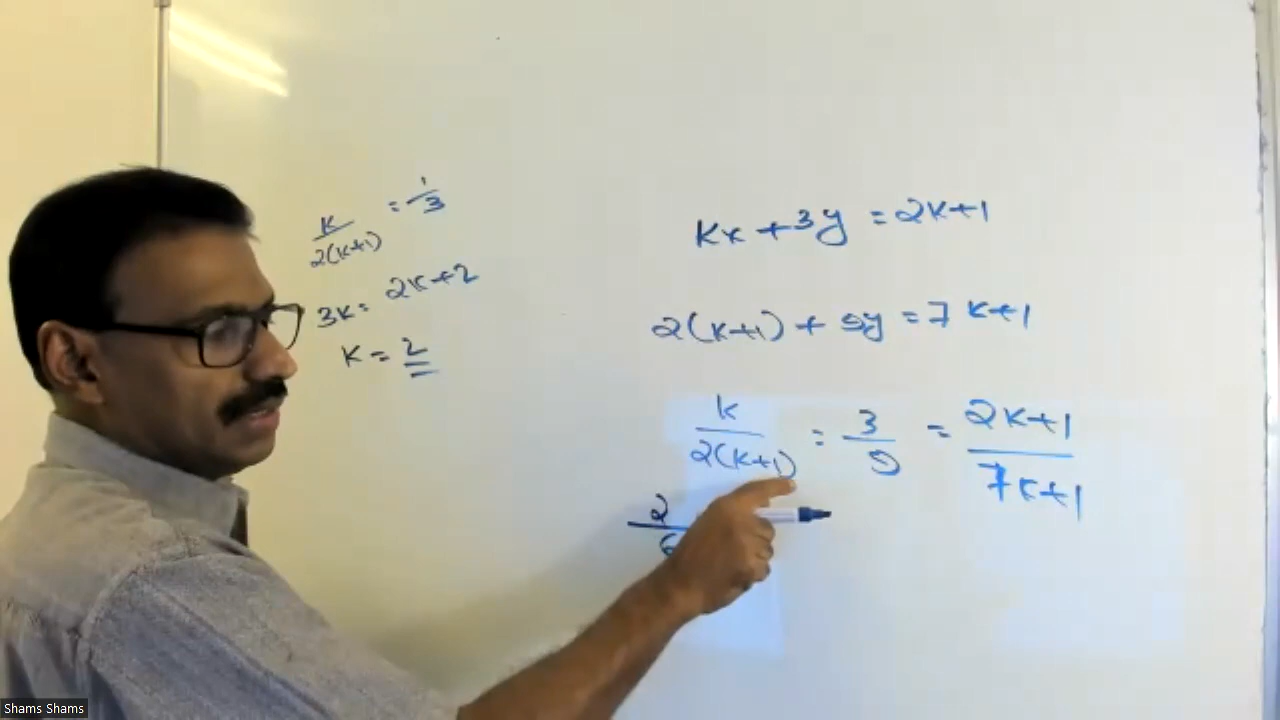 k/2(k+1) = 1/3
3k = 2k+2
k = 2
kx + 3y = 2k+1
2(k+1) + 9y = 7k+1
k/2(k+1) = 3/9 = 2k+1/7k+1
2/6
Shams Shams